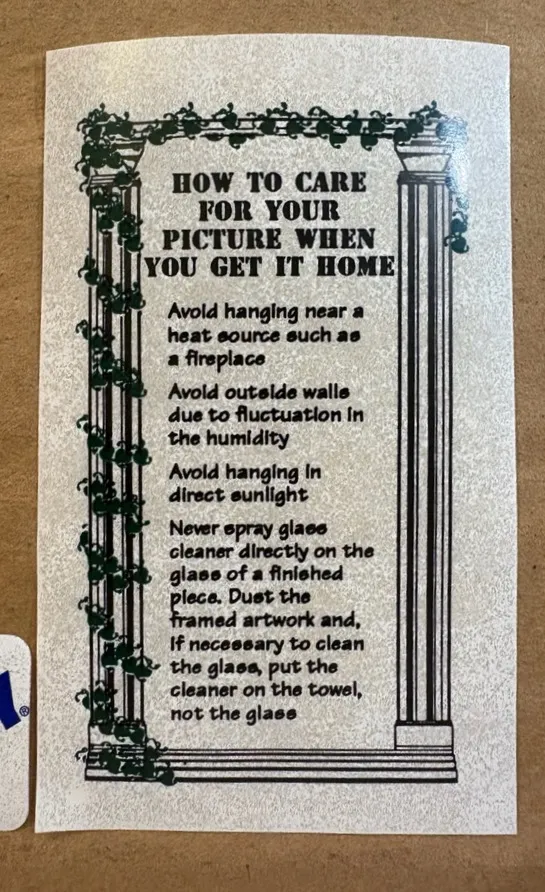 HOW TO CARE
FOR YOUR
PICTURE WHEN
YOU GET IT HOME
Avoid hanging near a
heat source such as
a fireplace
Avoid outside walls
due to fluctuation in
the humidity
Avoid hanging in
direct sunlight
Never spray glass
cleaner directly on the
glass of a finished
piece. Dust the
framed artwork and,
if necessary to clean
the glass, put the
cleaner on the towel,
not the glass
®